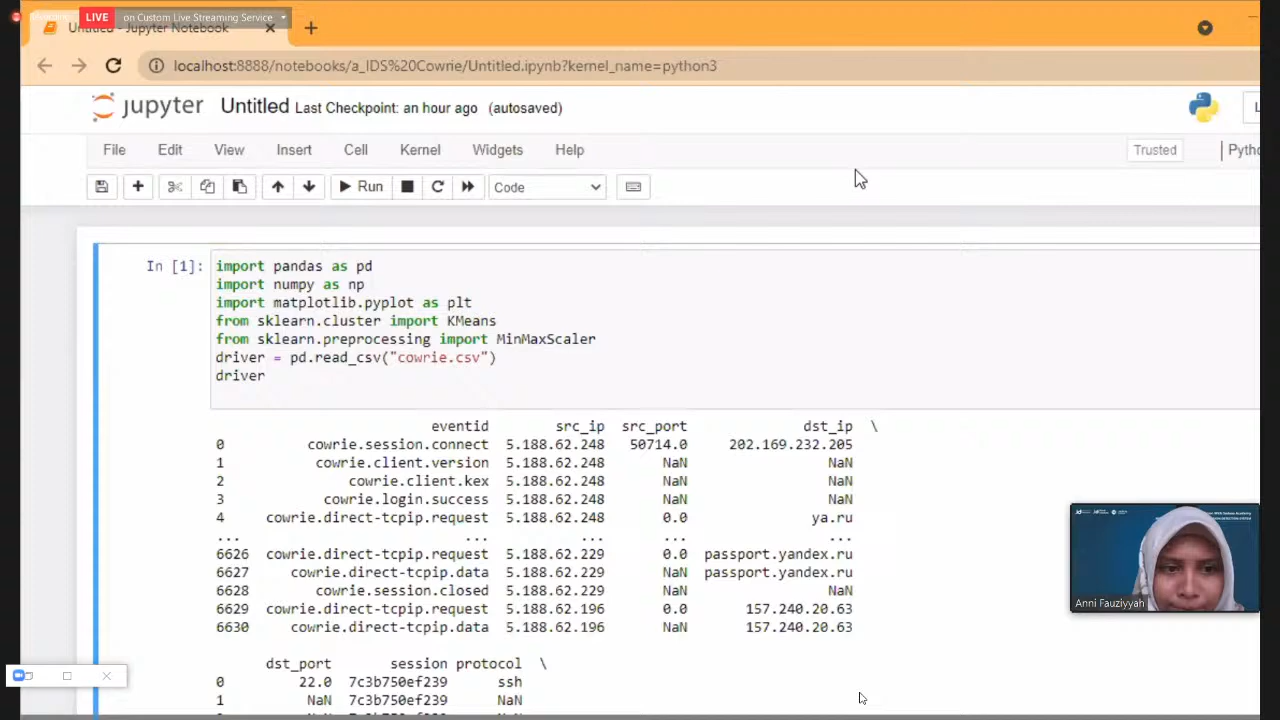 LIVE on Custom Live Streaming Service
Untitled - Jupyter Notebook
localhost:8888/notebooks/a_IDS%20Cowrie/Untitled.ipynb?kernel_name=python3
jupyter Untitled Last Checkpoint: an hour ago (autosaved)
File Edit View Insert Cell Kernel Widgets Help Trusted
Run Code
In [1]: import pandas as pd
import numpy as np
import matplotlib.pyplot as plt
from sklearn.cluster import KMeans
from sklearn.preprocessing import MinMaxScaler
driver = pd.read_csv("cowrie.csv")
driver
eventid src_ip src_port dst_ip \
0 cowrie.session.connect 5.188.62.248 50714.0 202.169.232.205
1 cowrie.client.version 5.188.62.248 NaN NaN
2 cowrie.client.kex 5.188.62.248 NaN NaN
3 cowrie.login.success 5.188.62.248 NaN NaN
4 cowrie.direct-tcpip.request 5.188.62.248 0.0 ya.ru
... ... ... ... ...
6626 cowrie.direct-tcpip.request 5.188.62.229 0.0 passport.yandex.ru
6627 cowrie.direct-tcpip.data 5.188.62.229 NaN passport.yandex.ru
6628 cowrie.session.closed 5.188.62.229 NaN NaN
6629 cowrie.direct-tcpip.request 5.188.62.196 0.0 157.240.20.63
6630 cowrie.direct-tcpip.data 5.188.62.196 NaN 157.240.20.63
Anni Fauziyyah
dst_port session protocol \
0 22.0 7c3b750ef239 ssh
1 NaN 7c3b750ef239 NaN